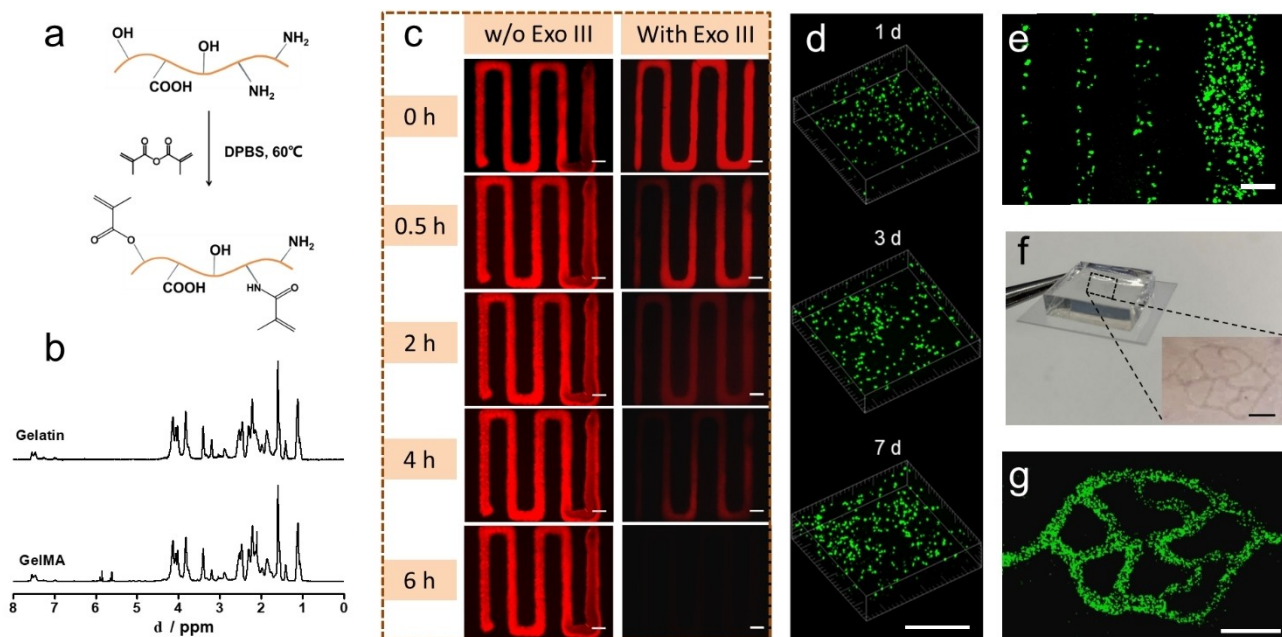 a
OH
OH
NH2
COOH
NH2
O
O
O
DPBS, 60℃
O
O
OH
NH2
COOH
HN
O
b
Gelatin
GelMA
8 7 6 5 4 3 2 1 0
d / ppm
c
w/o Exo III
With Exo III
0 h
0.5 h
2 h
4 h
6 h
d
1 d
3 d
7 d
e
f
g